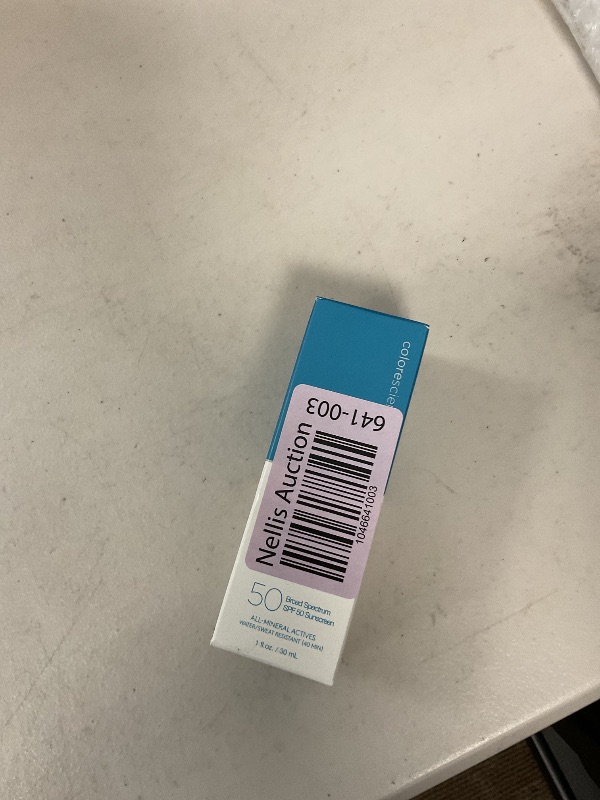 colorescie
641-003
Nellis Auction
1046641003
50 Broad Spectrum
SPF 50 Sunscreen
ALL-MINERAL ACTIVES
WATER/SWEAT RESISTANT (40 MIN)
1 fl oz. / 30 mL